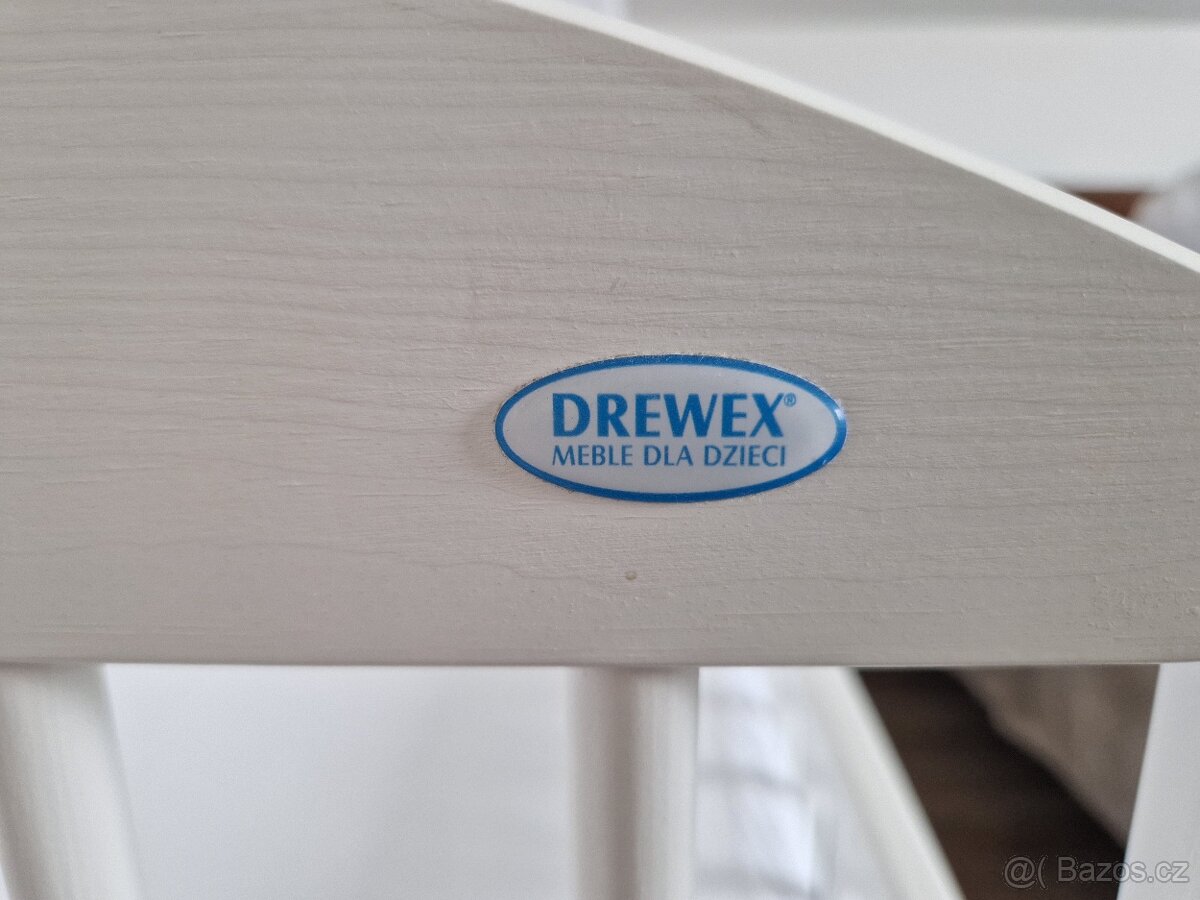 DREWEX®
MEBLE DLA DZIECI
@( Bazos.cz